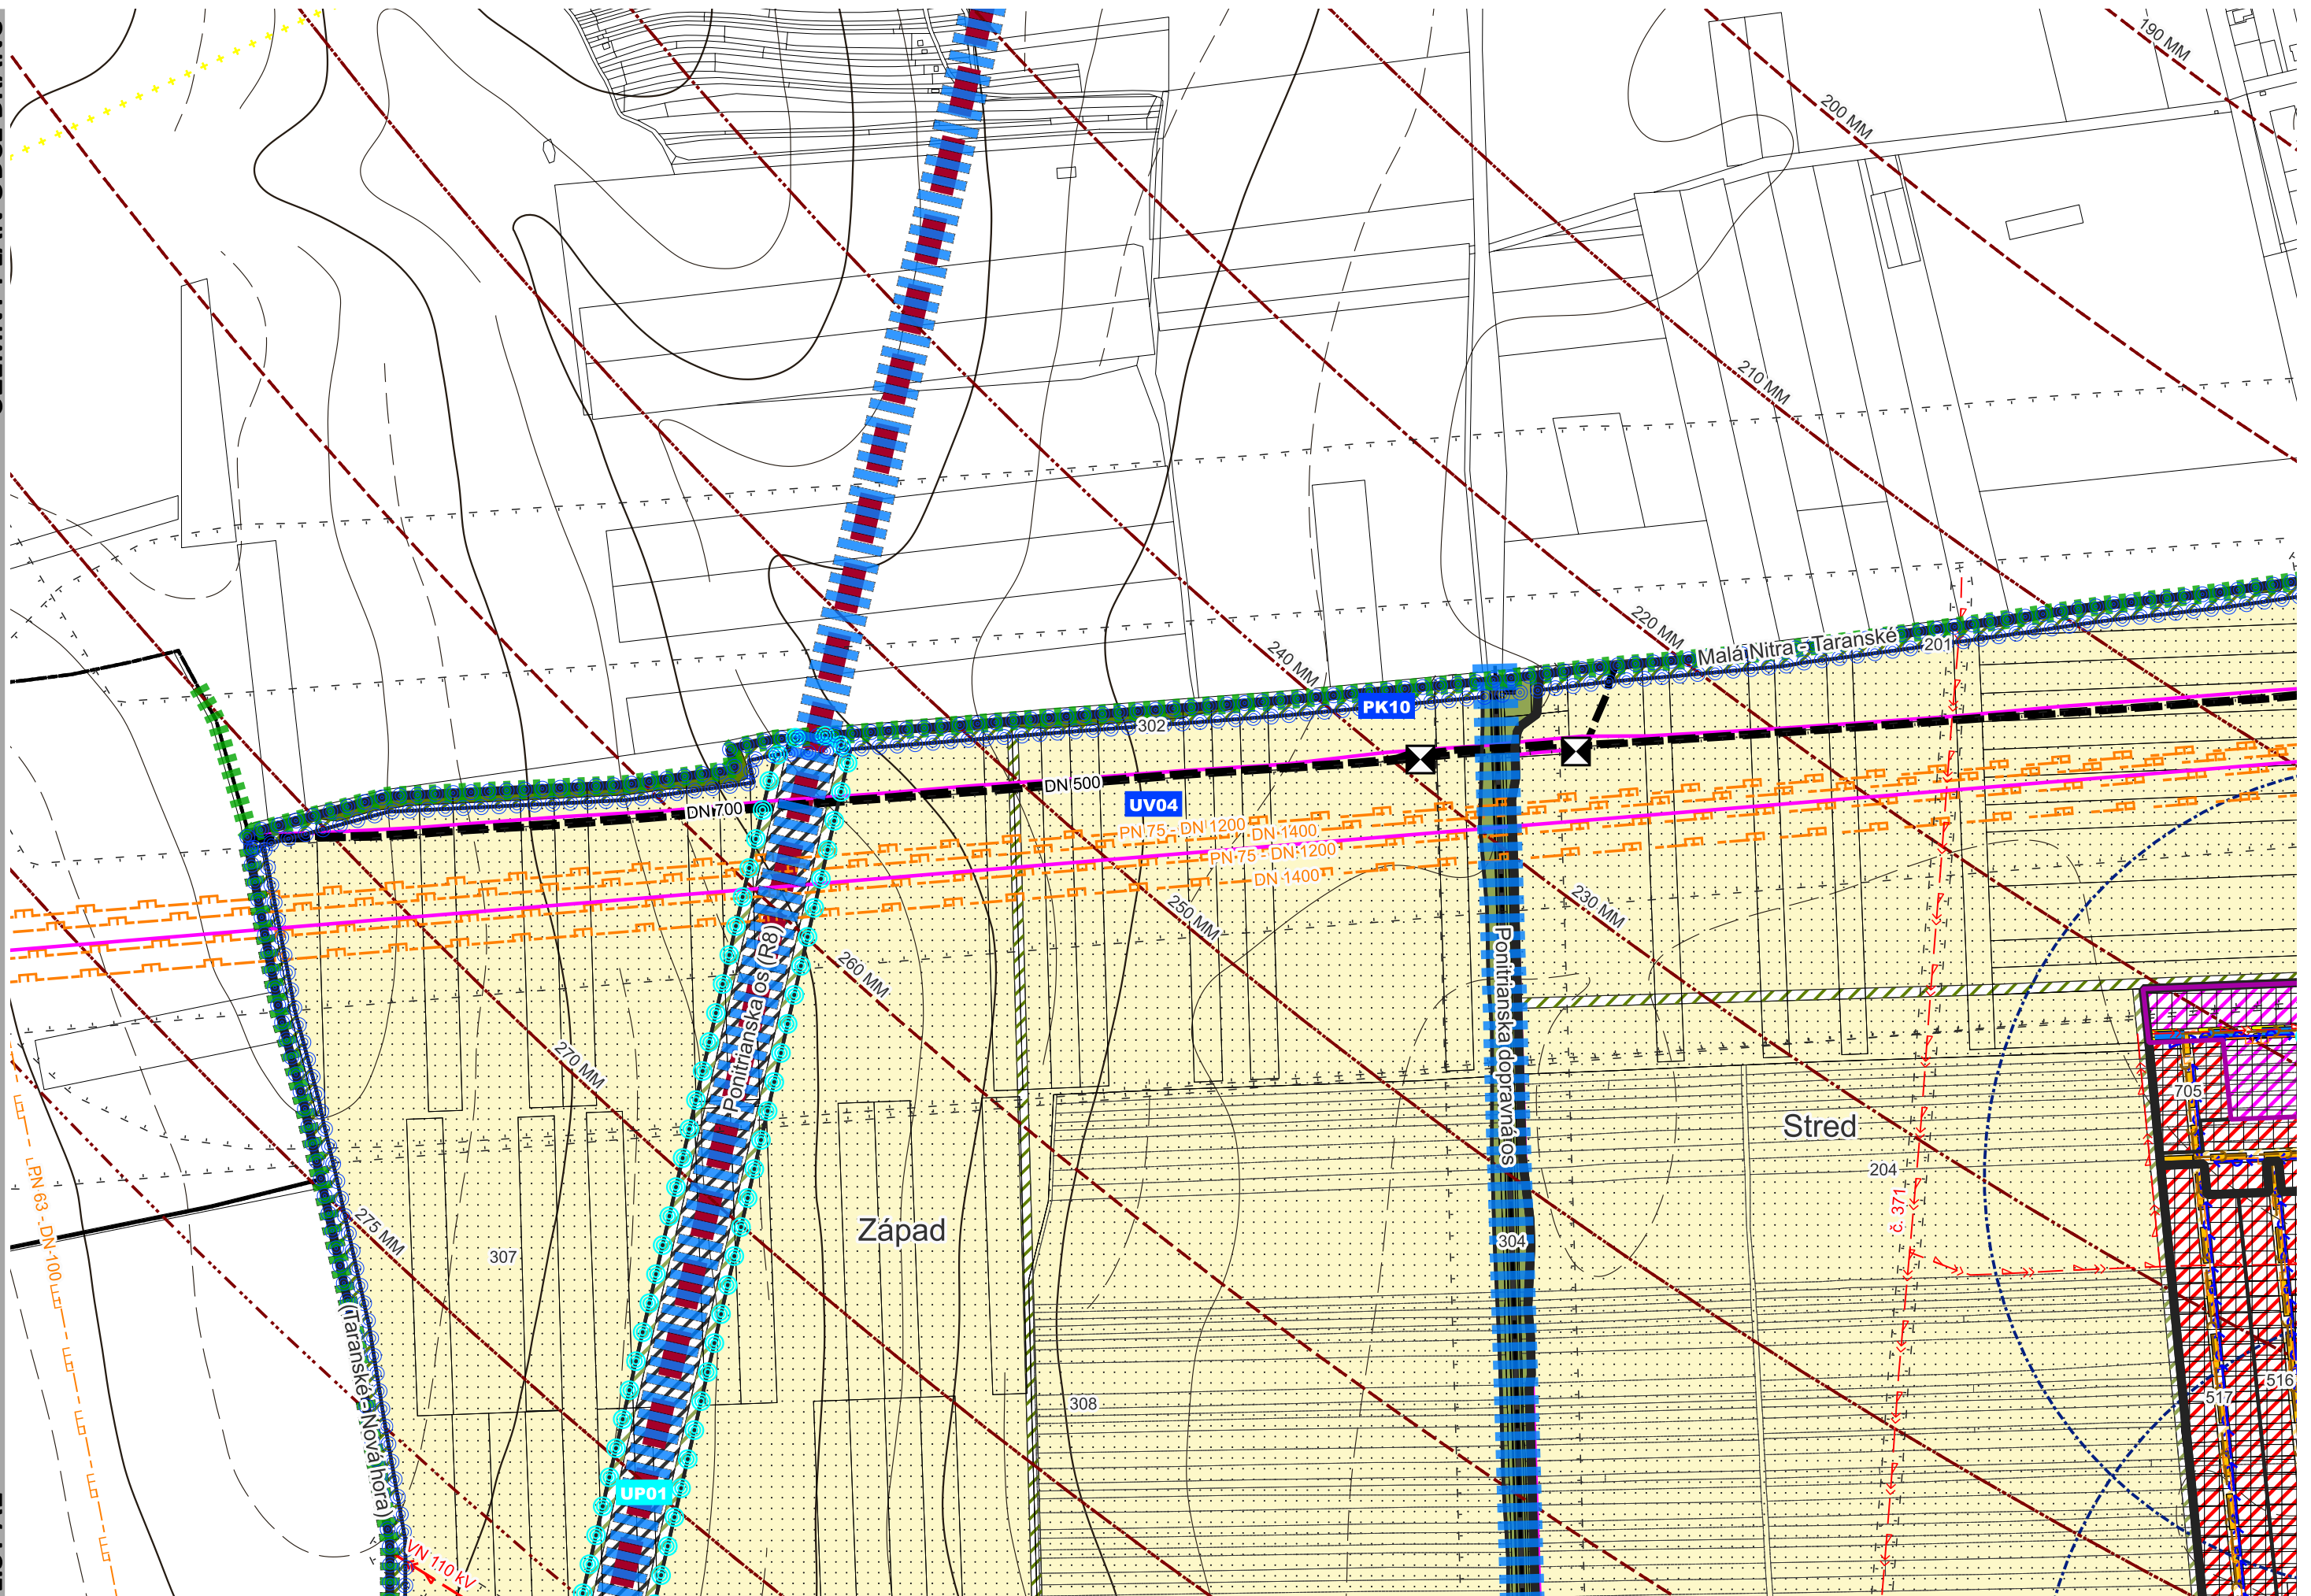 190 MM
200 MM
210 MM
220 MM
240 MM
Malá Nitra - Taranské
201
PK10
302
DN 500
DN 700
UV04
PN 75 - DN 1200
DN 1400
PN 75 - DN 1200
DN 1400
230 MM
250 MM
260 MM
Ponitrianska os (R8)
Ponitrianska dopravná os
270 MM
705
Stred
204
PN 63 - DN 100
č. 371
275 MM
Západ
307
304
(Taranské - Nová hora)
308
517
516
UP01
VN 110 kV